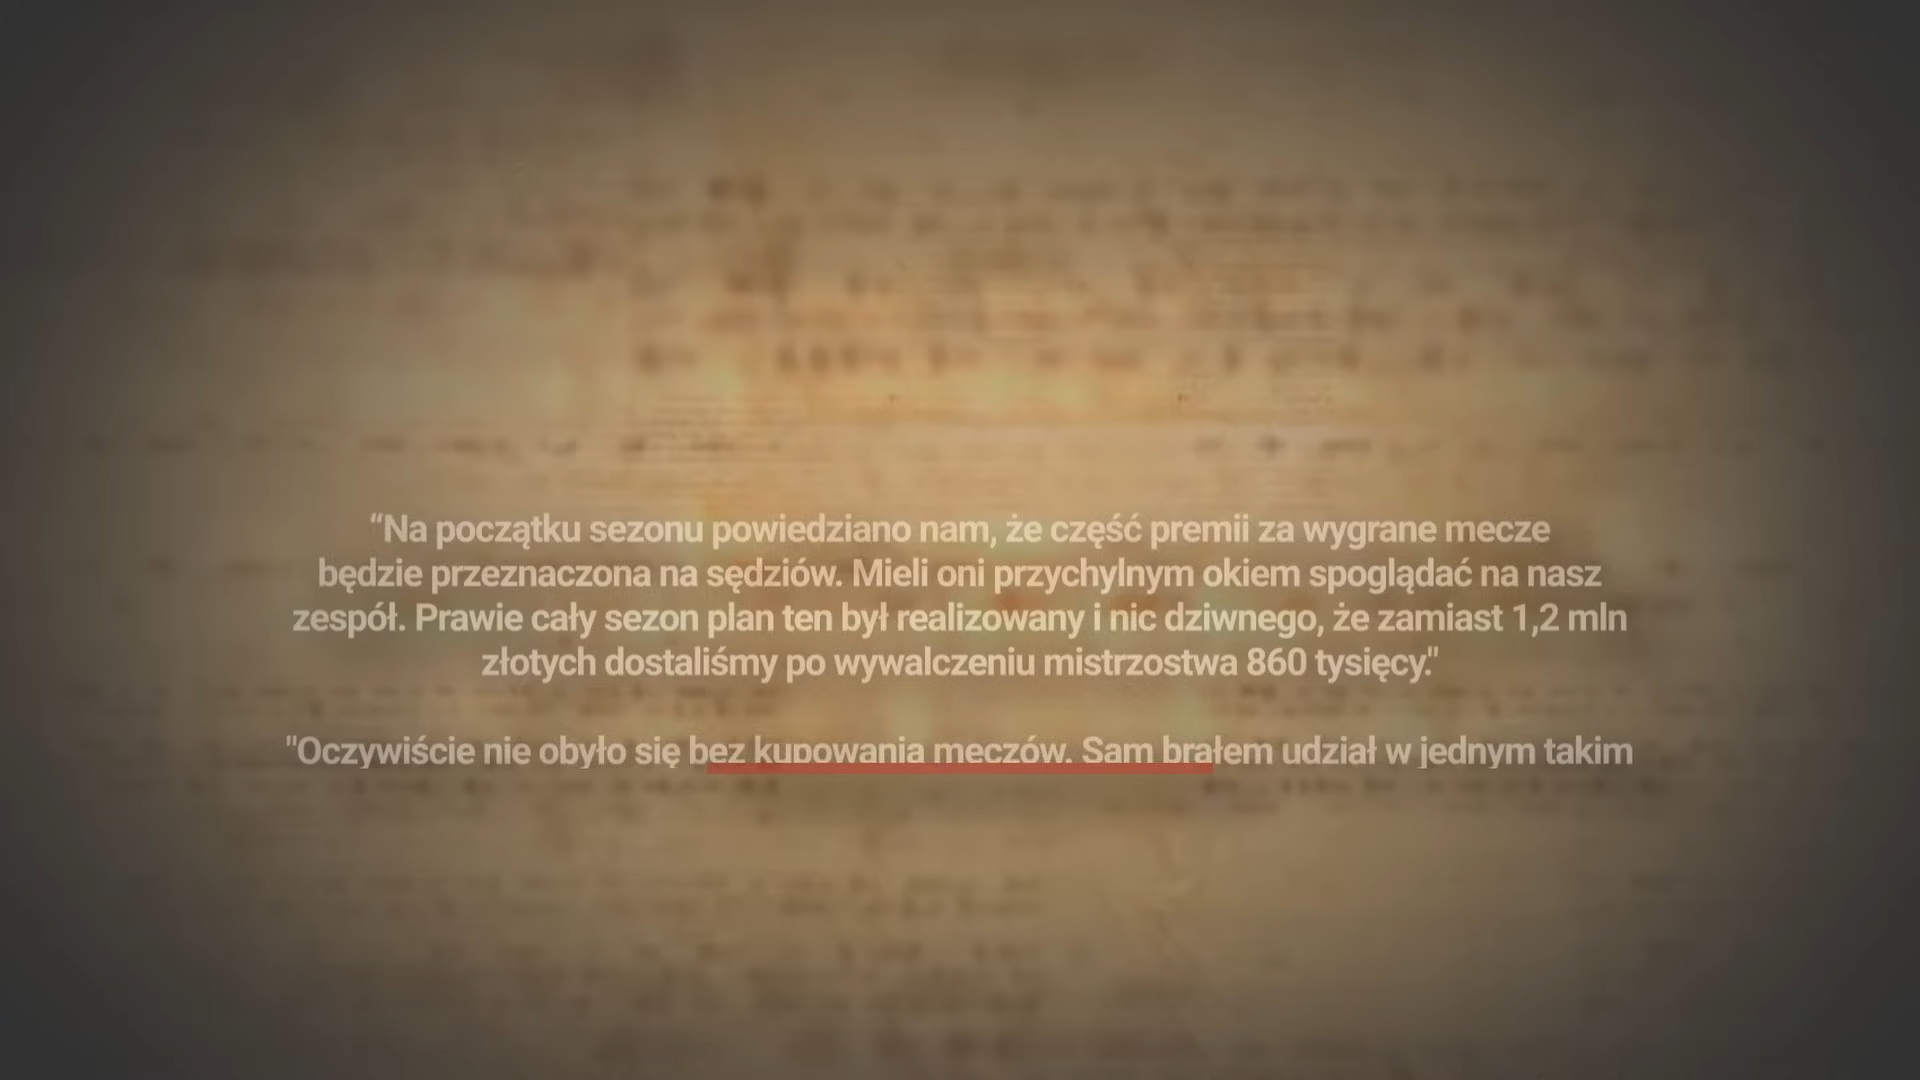 “Na początku sezonu powiedziano nam, że część premii za wygrane mecze
będzie przeznaczona na sędziów. Mieli oni przychylnym okiem spoglądać na nasz
zespół. Prawie cały sezon plan ten był realizowany i nic dziwnego, że zamiast 1,2 mln
złotych dostaliśmy po wywalczeniu mistrzostwa 860 tysięcy."
"Oczywiście nie obyło się bez kupowania meczów. Sam brałem udział w jednym takim